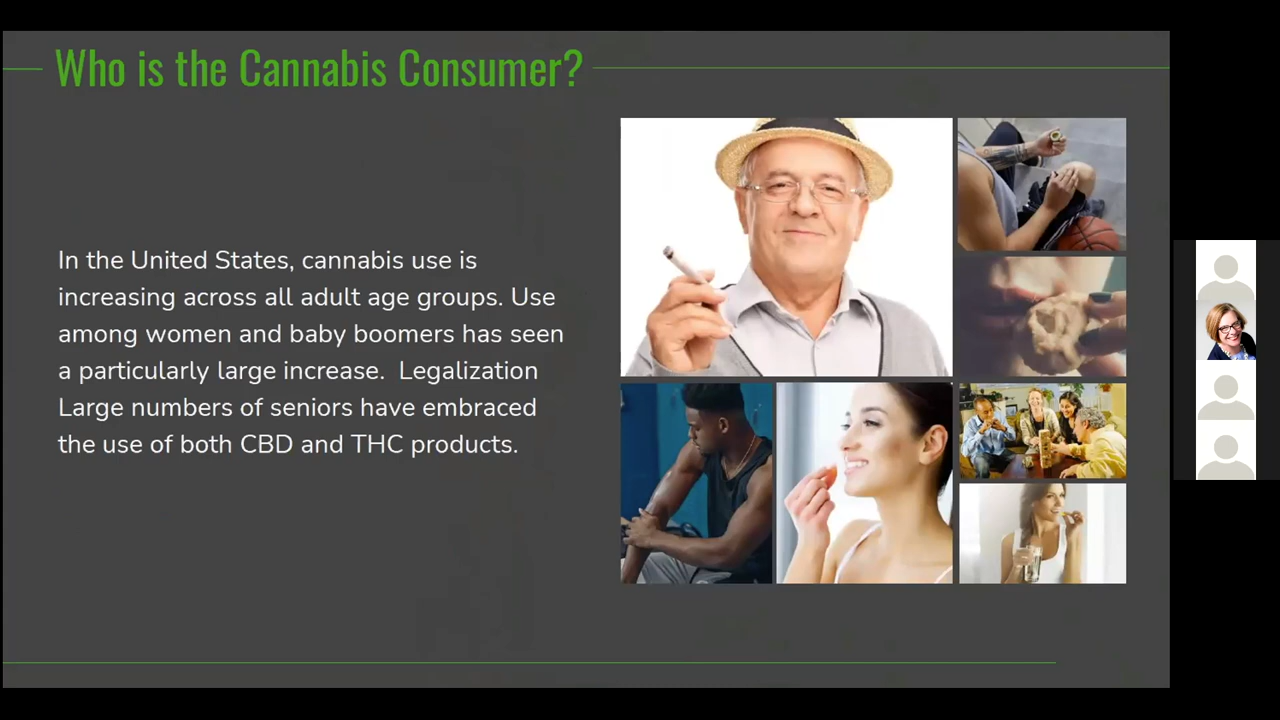 Who is the Cannabis Consumer?
In the United States, cannabis use is
increasing across all adult age groups. Use
among women and baby boomers has seen
a particularly large increase.  Legalization
Large numbers of seniors have embraced
the use of both CBD and THC products.